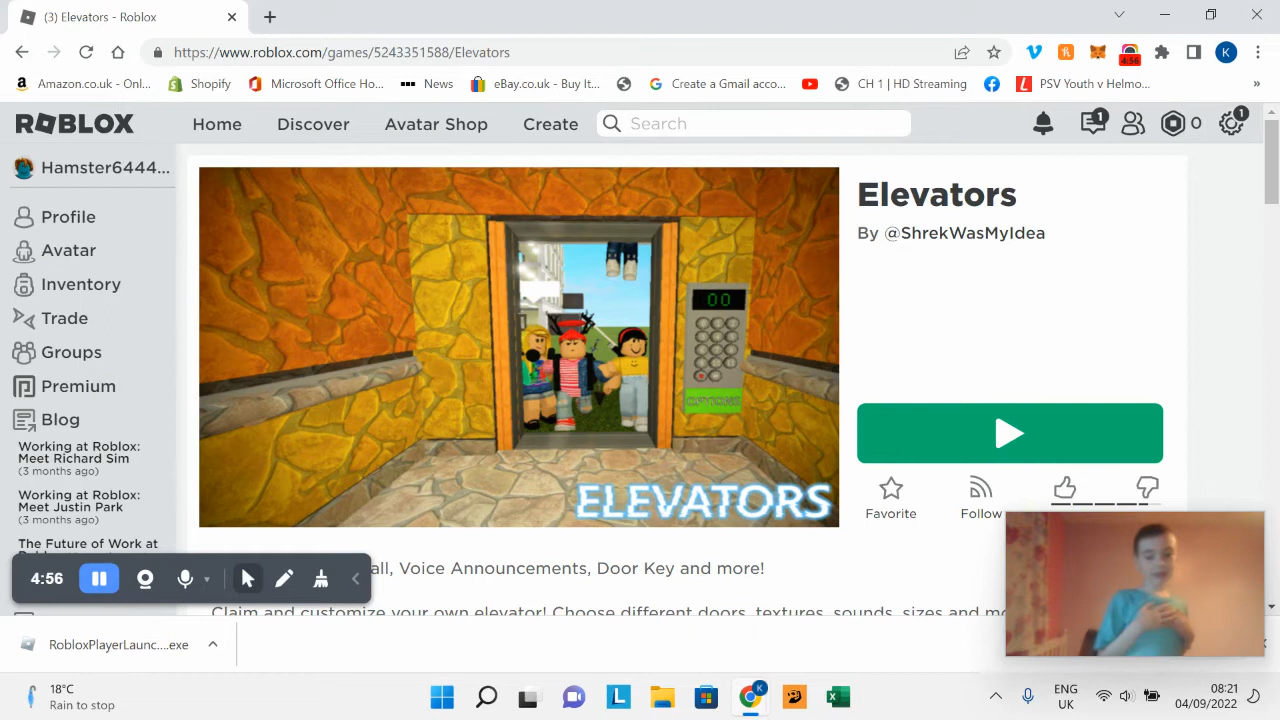 (3) Elevators - Roblox
https://www.roblox.com/games/5243351588/Elevators
4:56
K
Amazon.co.uk - Onl...
Shopify
Microsoft Office Ho...
News
eBay.co.uk - Buy It...
Create a Gmail acco...
CH 1 | HD Streaming
PSV Youth v Helmo...
»
ROBLOX
Home
Discover
Avatar Shop
Create
Search
1
0
1
Hamster6444...
Profile
Avatar
Inventory
Trade
Groups
Premium
Blog
Working at Roblox:
Meet Richard Sim
(3 months ago)
Working at Roblox:
Meet Justin Park
(3 months ago)
The Future of Work at
00
OPTIONS
ELEVATORS
Elevators
By @ShrekWasMyIdea
Favorite
Follow
4:56
all, Voice Announcements, Door Key and more!
Claim and customize your own elevator! Choose different doors, textures, sounds, sizes and mo
RobloxPlayerLaunc....exe
18°C
Rain to stop
L
K
ENG
UK
08:21
04/09/2022